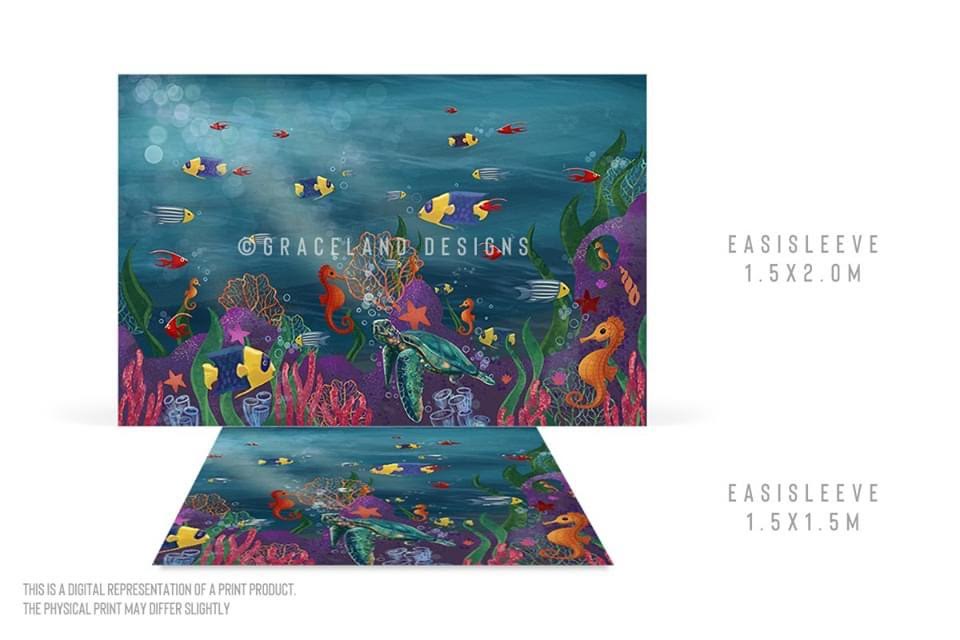 ©GRACELAND DESIGNS
EASISLEEVE
1.5X2.0M
EASISLEEVE
1.5X1.5M
THIS IS A DIGITAL REPRESENTATION OF A PRINT PRODUCT.
THE PHYSICAL PRINT MAY DIFFER SLIGHTLY